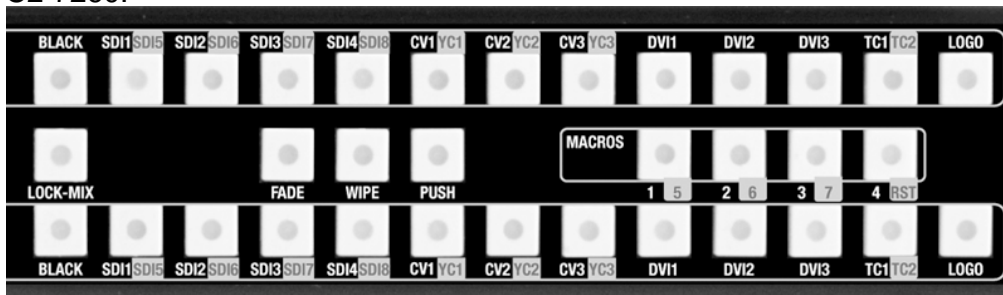 BLACK SDI1 SDI5 SDI2 SDI6 SDI3 SDI7 SDI4 SDI8 CV1 YC1 CV2 YC2 CV3 YC3 DVI1 DVI2 DVI3 TC1 TC2 LOGO
MACROS
LOCK-MIX FADE WIPE PUSH 1 5 2 6 3 7 4 RST
BLACK SDI1 SDI5 SDI2 SDI6 SDI3 SDI7 SDI4 SDI8 CV1 YC1 CV2 YC2 CV3 YC3 DVI1 DVI2 DVI3 TC1 TC2 LOGO